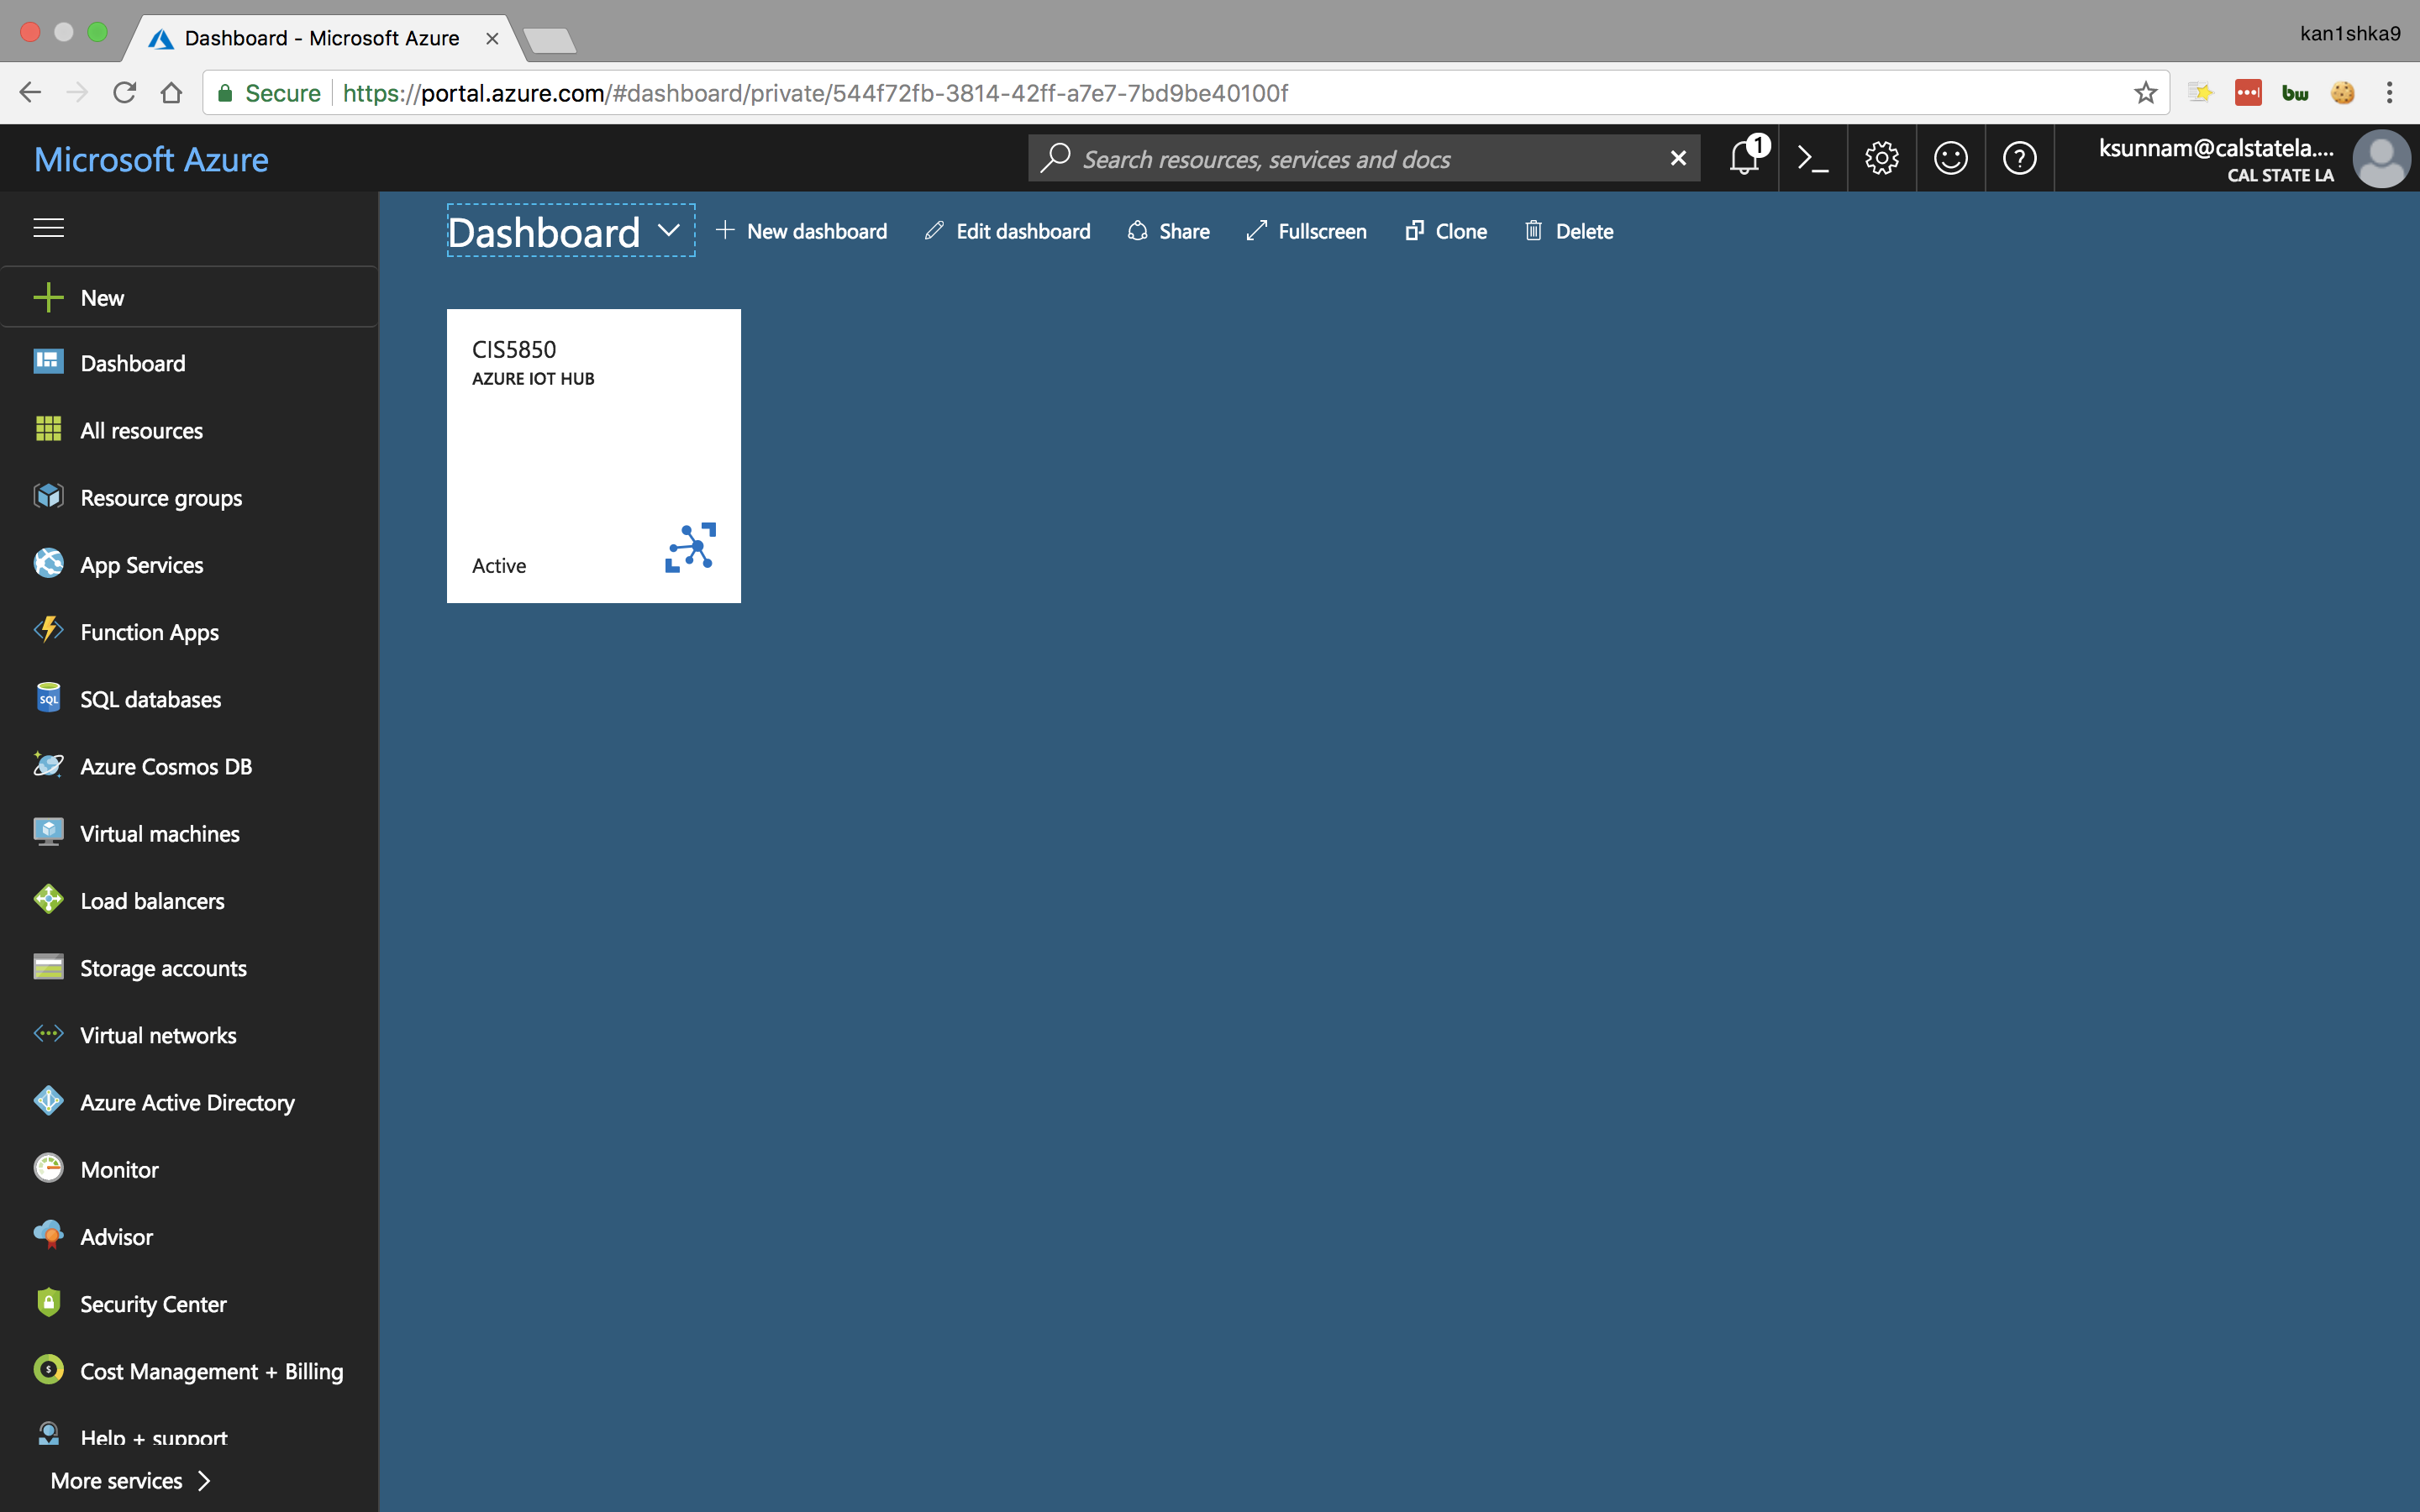 Dashboard - Microsoft Azure
kan1shka9
Secure https://portal.azure.com/#dashboard/private/544f72fb-3814-42ff-a7e7-7bd9be40100f
bw
Microsoft Azure
Search resources, services and docs
1
ksunnam@calstatela....
CAL STATE LA
Dashboard
New dashboard
Edit dashboard
Share
Fullscreen
Clone
Delete
New
Dashboard
All resources
Resource groups
App Services
Function Apps
SQL
SQL databases
Azure Cosmos DB
Virtual machines
Load balancers
Storage accounts
Virtual networks
Azure Active Directory
Monitor
Advisor
Security Center
Cost Management + Billing
Help + support
More services
CIS5850
AZURE IOT HUB
Active